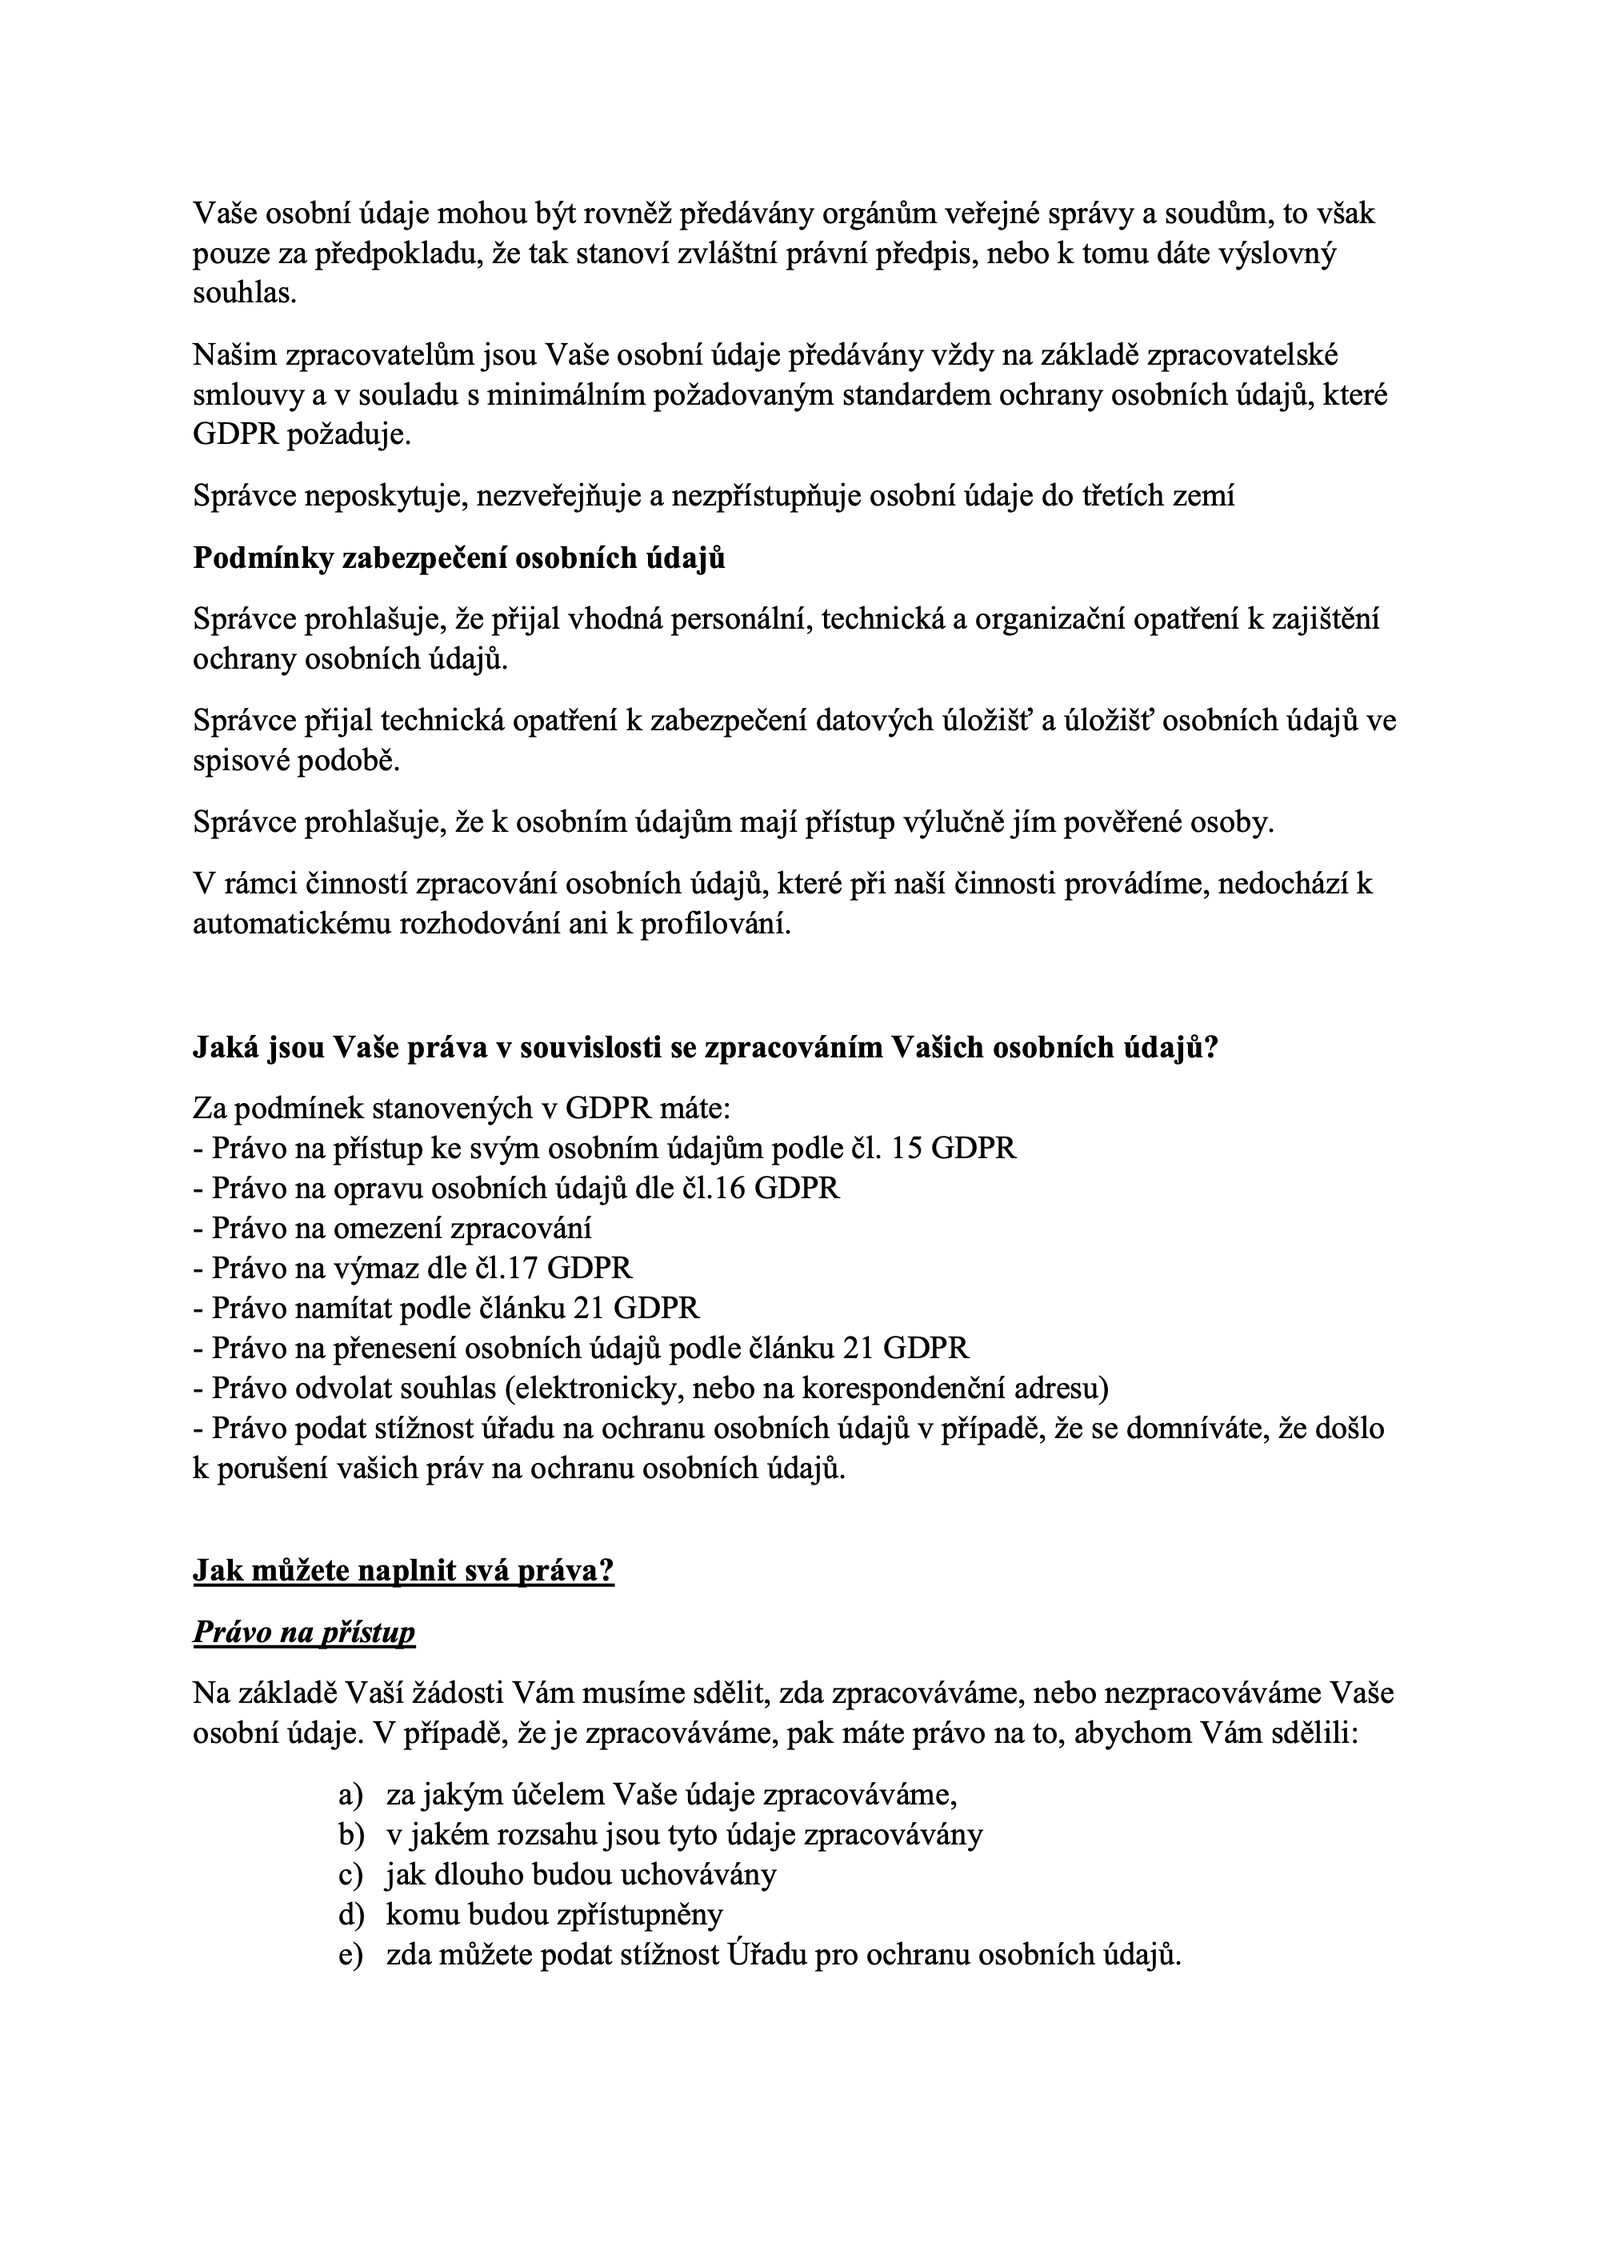 Vaše osobní údaje mohou být rovněž předávány orgánům veřejné správy a soudům, to však
pouze za předpokladu, že tak stanoví zvláštní právní předpis, nebo k tomu dáte výslovný
souhlas.
Našim zpracovatelům jsou Vaše osobní údaje předávány vždy na základě zpracovatelské
smlouvy a v souladu s minimálním požadovaným standardem ochrany osobních údajů, které
GDPR požaduje.
Správce neposkytuje, nezveřejňuje a nezpřístupňuje osobní údaje do třetích zemí
Podmínky zabezpečení osobních údajů
Správce prohlašuje, že přijal vhodná personální, technická a organizační opatření k zajištění
ochrany osobních údajů.
Správce přijal technická opatření k zabezpečení datových úložišť a úložišť osobních údajů ve
spisové podobě.
Správce prohlašuje, že k osobním údajům mají přístup výlučně jím pověřené osoby.
V rámci činností zpracování osobních údajů, které při naší činnosti provádíme, nedochází k
automatickému rozhodování ani k profilování.
Jaká jsou Vaše práva v souvislosti se zpracováním Vašich osobních údajů?
Za podmínek stanovených v GDPR máte:
- Právo na přístup ke svým osobním údajům podle čl. 15 GDPR
- Právo na opravu osobních údajů dle čl.16 GDPR
- Právo na omezení zpracování
- Právo na výmaz dle čl.17 GDPR
- Právo namítat podle článku 21 GDPR
- Právo na přenesení osobních údajů podle článku 21 GDPR
- Právo odvolat souhlas (elektronicky, nebo na korespondenční adresu)
- Právo podat stížnost úřadu na ochranu osobních údajů v případě, že se domníváte, že došlo
k porušení vašich práv na ochranu osobních údajů.
Jak můžete naplnit svá práva?
Právo na přístup
Na základě Vaší žádosti Vám musíme sdělit, zda zpracováváme, nebo nezpracováváme Vaše
osobní údaje. V případě, že je zpracováváme, pak máte právo na to, abychom Vám sdělili:
a) za jakým účelem Vaše údaje zpracováváme,
b) v jakém rozsahu jsou tyto údaje zpracovávány
c) jak dlouho budou uchovávány
d) komu budou zpřístupněny
e) zda můžete podat stížnost Úřadu pro ochranu osobních údajů.